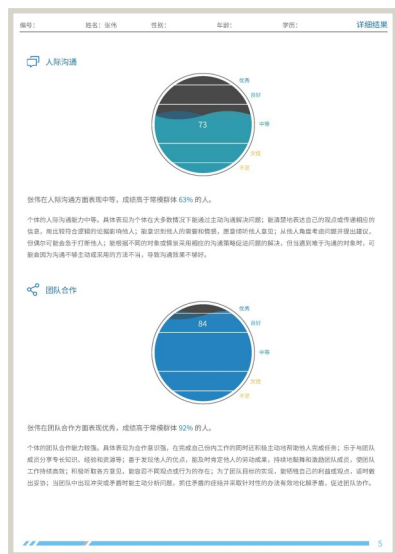 编号： 姓名：张伟 性别： 年龄： 学历： 详细结果
人际沟通
优秀
良好
73
中等
欠佳
不足
张伟在人际沟通方面表现中等，成绩高于常模群体 63% 的人。
个体的人际沟通能力中等。具体表现为个体在大多数情况下能通过主动沟通解决问题；能清楚地表达自己的观点或传递相应的
信息，用比较符合逻辑的论据影响他人；能意识到他人的需要和情感，愿意倾听他人意见；从他人角度考虑问题并提出建议，
但偶尔可能会急于打断他人；能根据不同的对象或情景采用相应的沟通策略促进问题的解决，但当遇到难于沟通的对象时，可
能会因为沟通不够主动或采用的方法不当，导致沟通效果不够好。
团队合作
优秀
84
良好
中等
欠佳
不足
张伟在团队合作方面表现优秀，成绩高于常模群体 92% 的人。
个体的团队合作能力较强。具体表现为合作意识强，在完成自己份内工作的同时还积极主动地帮助他人完成任务；乐于与团队
成员分享专长知识、经验和资源等；善于发现他人的优点，能及时肯定他人的劳动成果，持续地鼓舞和激励团队成员，使团队
工作持续高效；积极听取各方意见，能容忍不同观点或行为的存在；为了团队目标的实现，能牺牲自己的利益或观点，适时做
出妥协；当团队中出现冲突或矛盾时能主动分析问题，抓住矛盾的症结并采取针对性的办法有效地化解矛盾，促进团队协作。
5